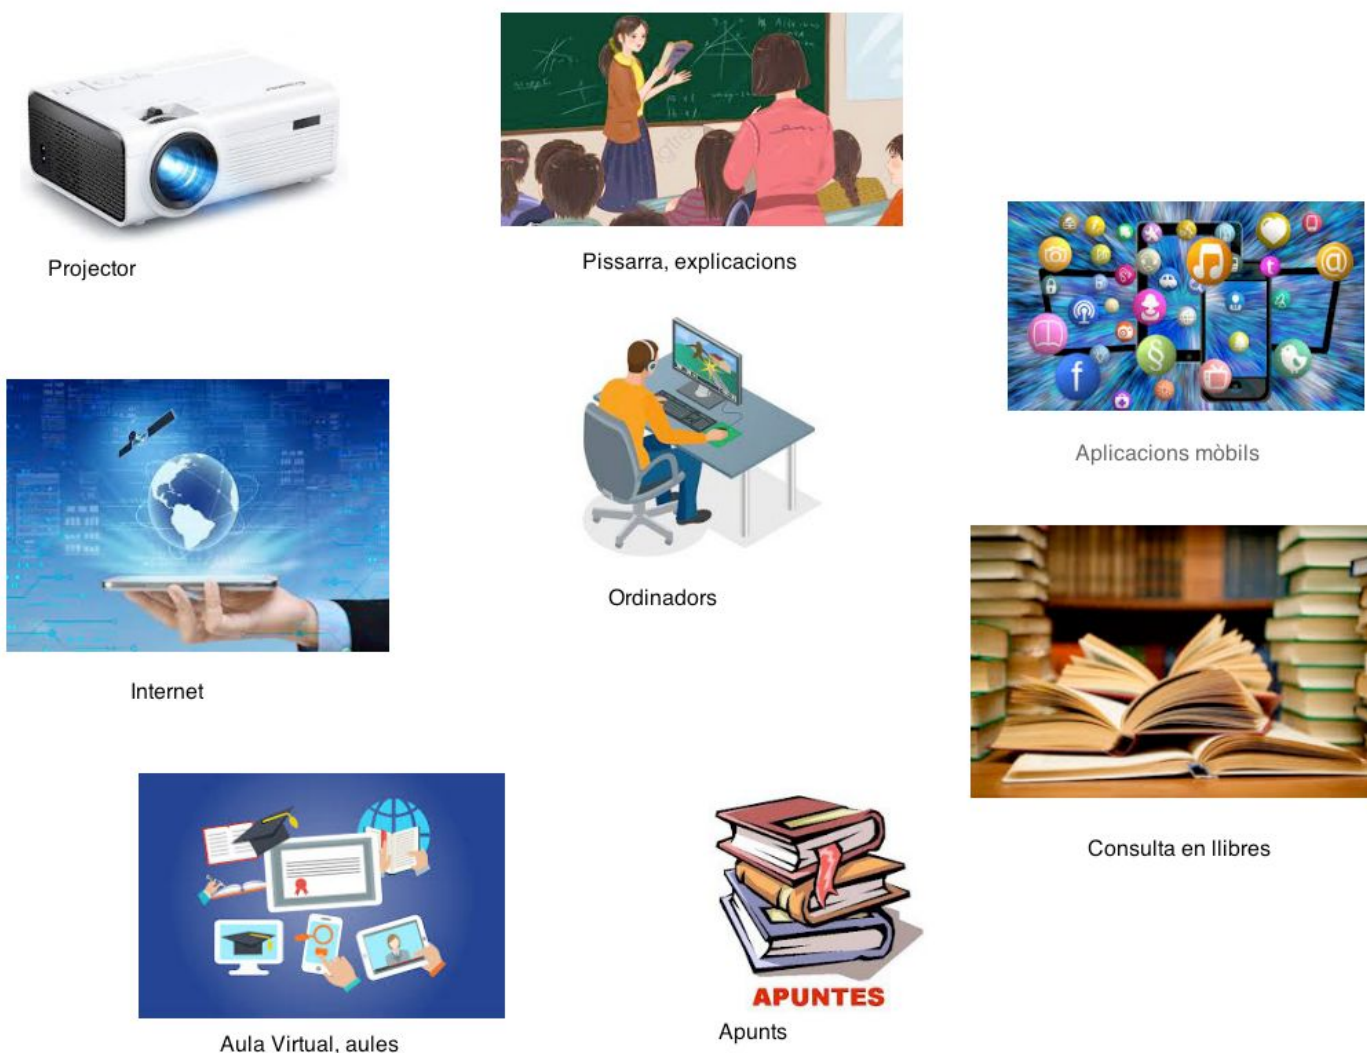 Projector
Pissarra, explicacions
Aplicacions mòbils
Ordinadors
Internet
Consulta en llibres
APUNTES
Apunts
Aula Virtual, aules